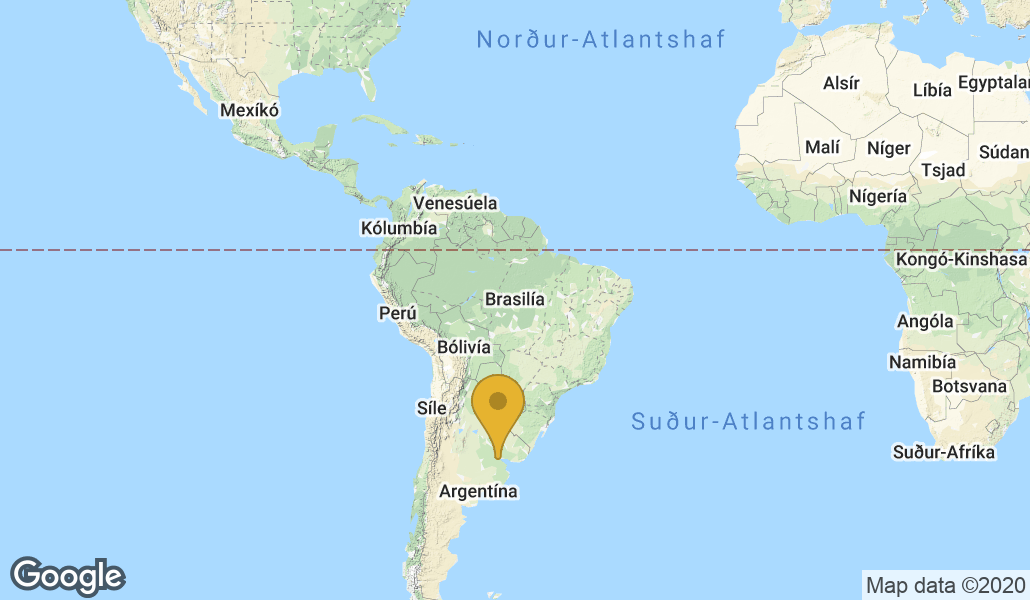 Norður-Atlantshaf
Alsír
Líbía
Egyptalan
Mexíkó
Malí
Níger
Súdan
Tsjad
Nígería
Venesúela
Kólumbía
Kongó-Kinshasa
Brasilía
Perú
Angóla
Bólivía
Namibía
Botsvana
Síle
Suður-Atlantshaf
Suður-Afríka
Argentína
Google
Map data ©2020